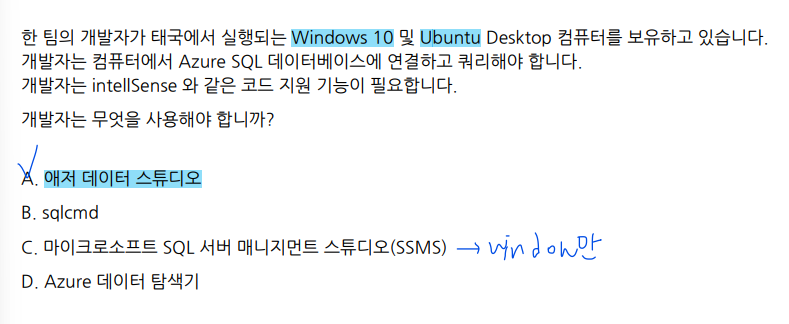 한 팀의 개발자가 태국에서 실행되는 Windows 10 및 Ubuntu Desktop 컴퓨터를 보유하고 있습니다.
개발자는 컴퓨터에서 Azure SQL 데이터베이스에 연결하고 쿼리해야 합니다.
개발자는 intellSense 와 같은 코드 지원 기능이 필요합니다.
개발자는 무엇을 사용해야 합니까?
A. 애저 데이터 스튜디오
B. sqlcmd
C. 마이크로소프트 SQL 서버 매니지먼트 스튜디오(SSMS) → window만
D. Azure 데이터 탐색기